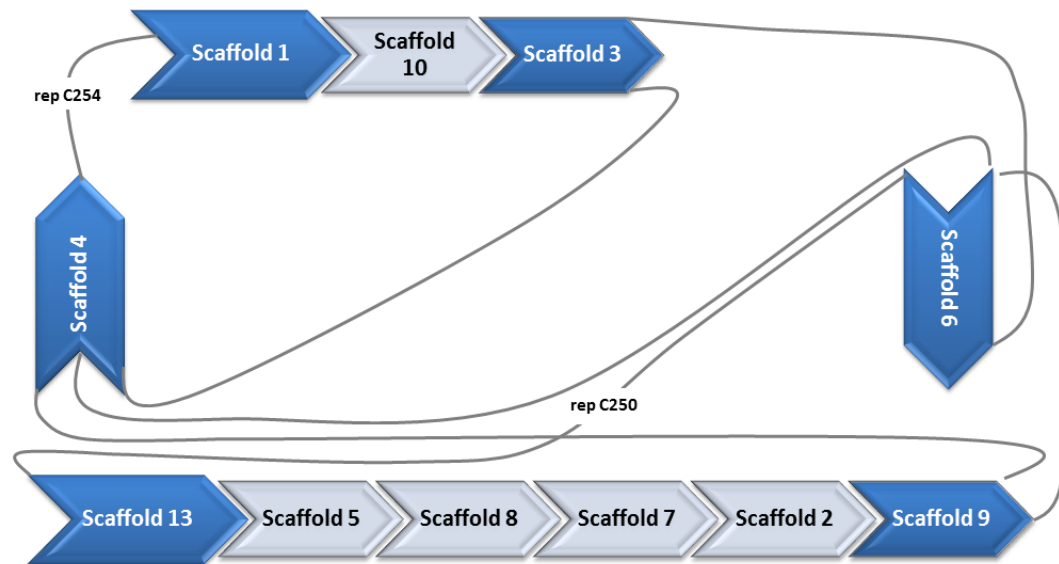 Scaffold 1
Scaffold
10
Scaffold 3
rep C254
Scaffold 4
Scaffold 6
rep C250
Scaffold 13
Scaffold 5
Scaffold 8
Scaffold 7
Scaffold 2
Scaffold 9